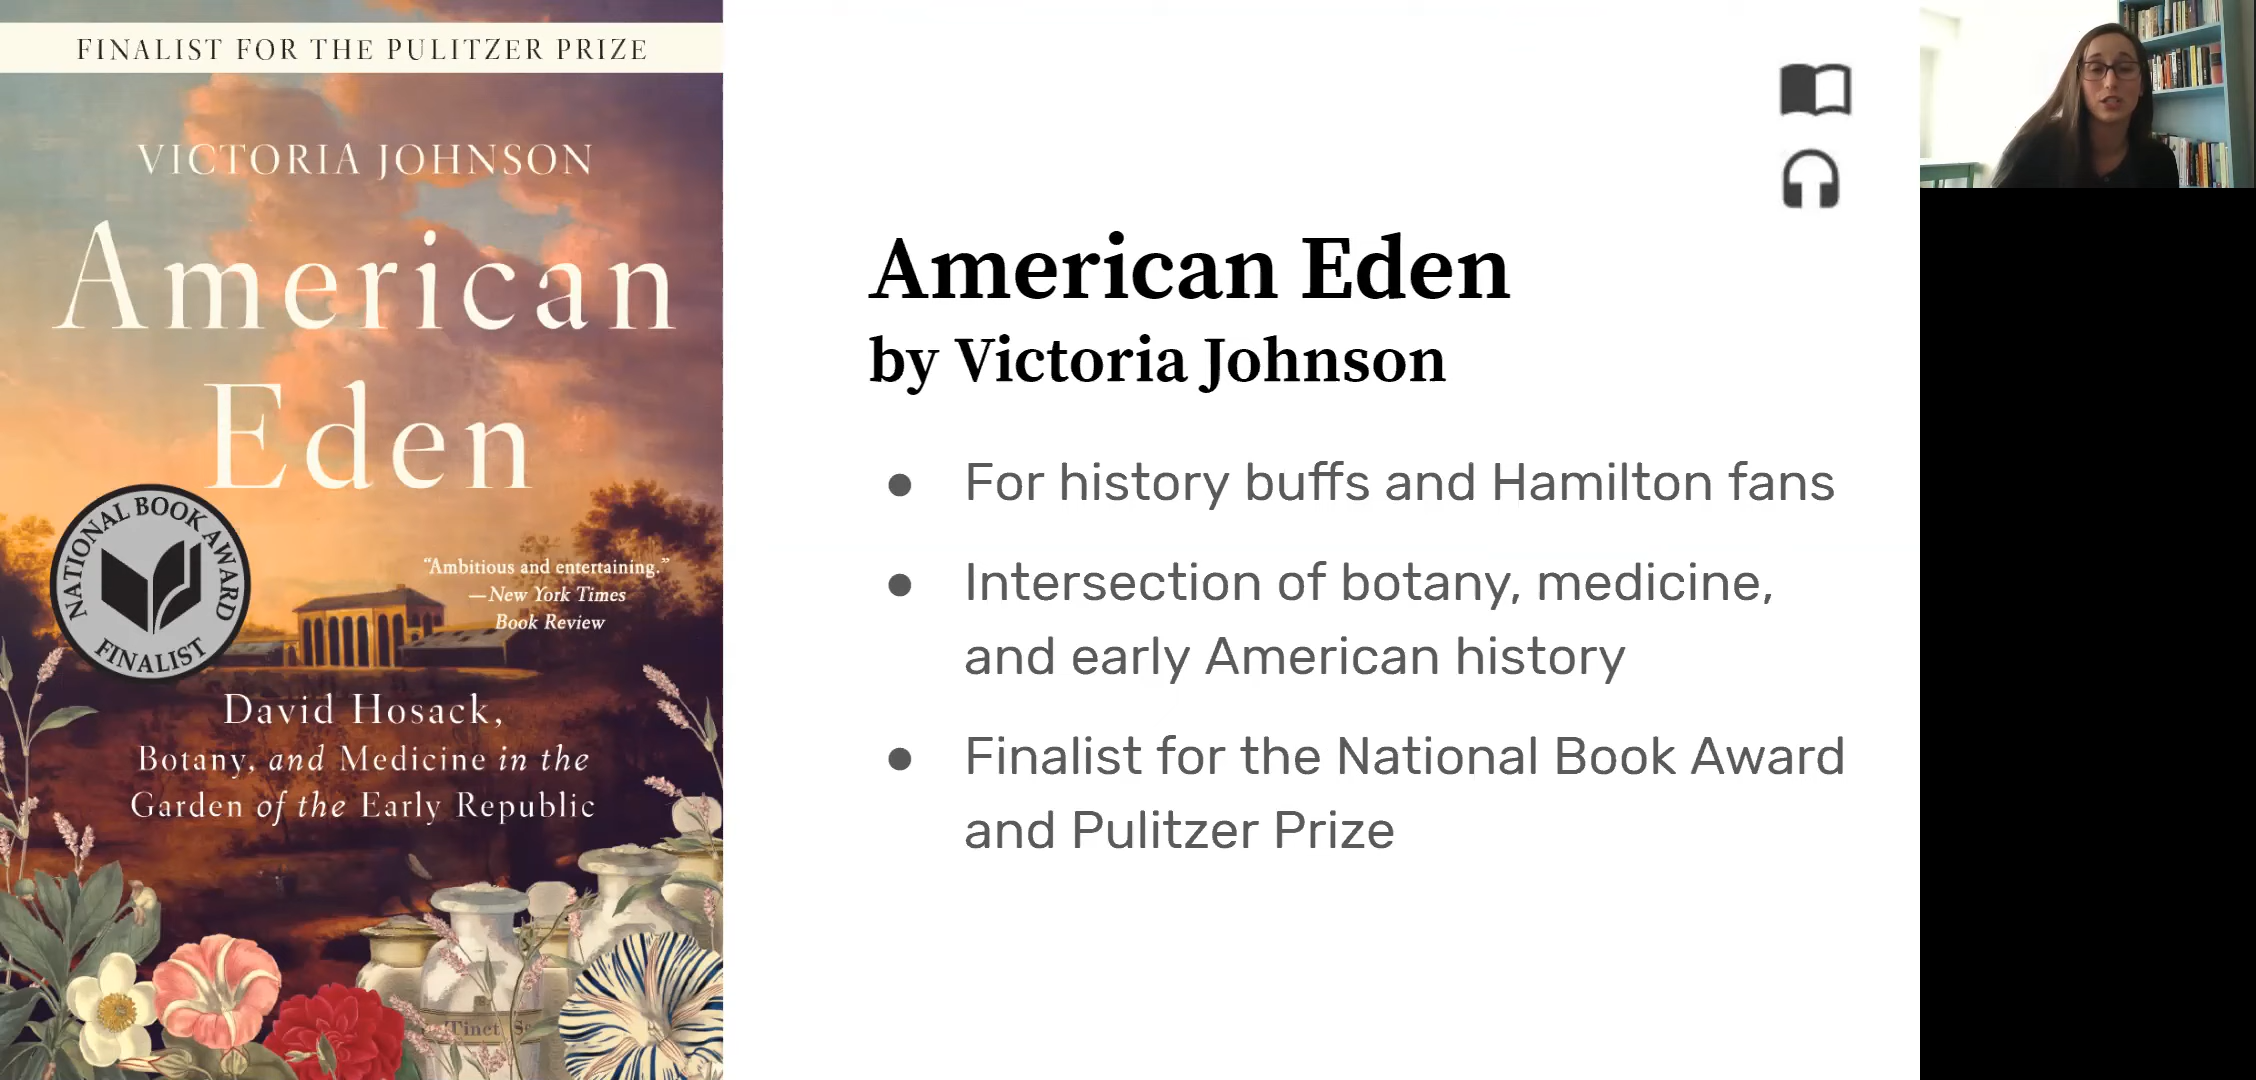 FINALIST FOR THE PULITZER PRIZE
VICTORIA JOHNSON
American
Eden
NATIONAL BOOK AWARD
FINALIST
“Ambitious and entertaining.”
—New York Times
Book Review
David Hosack,
Botany, and Medicine in the
Garden of the Early Republic
Tinct
American Eden
by Victoria Johnson
● For history buffs and Hamilton fans
● Intersection of botany, medicine,
and early American history
● Finalist for the National Book Award
and Pulitzer Prize